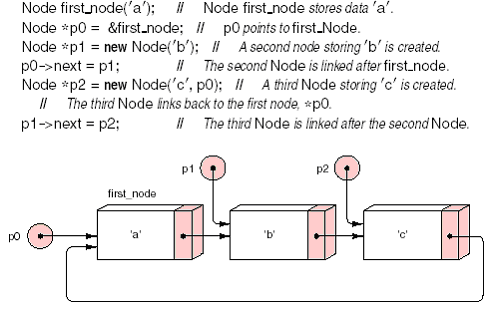 Node first_node('a');  //  Node first_node stores data 'a'.
Node *p0 = &first_node;  //  p0 points to first_Node.
Node *p1 = new Node('b');  //  A second node storing 'b' is created.
p0->next = p1;  //  The second Node is linked after first_node.
Node *p2 = new Node('c', p0);  //  A third Node storing 'c' is created.
//  The third Node links back to the first node, *p0.
p1->next = p2;  //  The third Node is linked after the second Node.
p1 p2
first_node
p0 'a' 'b' 'c'